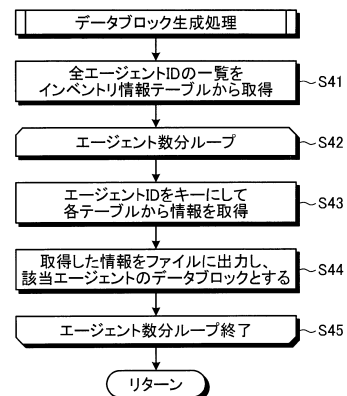 データブロック生成処理
全エージェントIDの一覧を
インベントリ情報テーブルから取得
S41
エージェント数分ループ
S42
エージェントIDをキーにして
各テーブルから情報を取得
S43
取得した情報をファイルに出力し、
該当エージェントのデータブロックとする
S44
エージェント数分ループ終了
S45
リターン